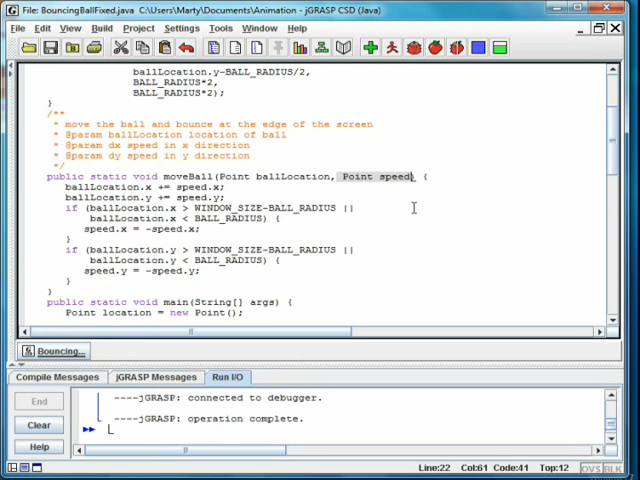 File: BouncingBallFixed.java C:\Users\Marty\Documents\Animation - jGRASP CSD (Java)
File Edit View Build Project Settings Tools Window Help
ballLocation.y-BALL_RADIUS/2,
BALL_RADIUS*2,
BALL_RADIUS*2);
}
/**
* move the ball and bounce at the edge of the screen
* @param ballLocation location of ball
* @param dx speed in x direction
* @param dy speed in y direction
*/
public static void moveBall(Point ballLocation, Point speed) {
ballLocation.x += speed.x;
ballLocation.y += speed.y;
if (ballLocation.x > WINDOW_SIZE-BALL_RADIUS ||
ballLocation.x < BALL_RADIUS) {
speed.x = -speed.x;
}
if (ballLocation.y > WINDOW_SIZE-BALL_RADIUS ||
ballLocation.y < BALL_RADIUS) {
speed.y = -speed.y;
}
}
public static void main(String[] args) {
Point location = new Point();
Bouncing...
Compile Messages jGRASP Messages Run I/O
End
Clear
Help
----jGRASP: connected to debugger.
----jGRASP: operation complete.
Line:22 Col:61 Code:41 Top:12 OVS BLK